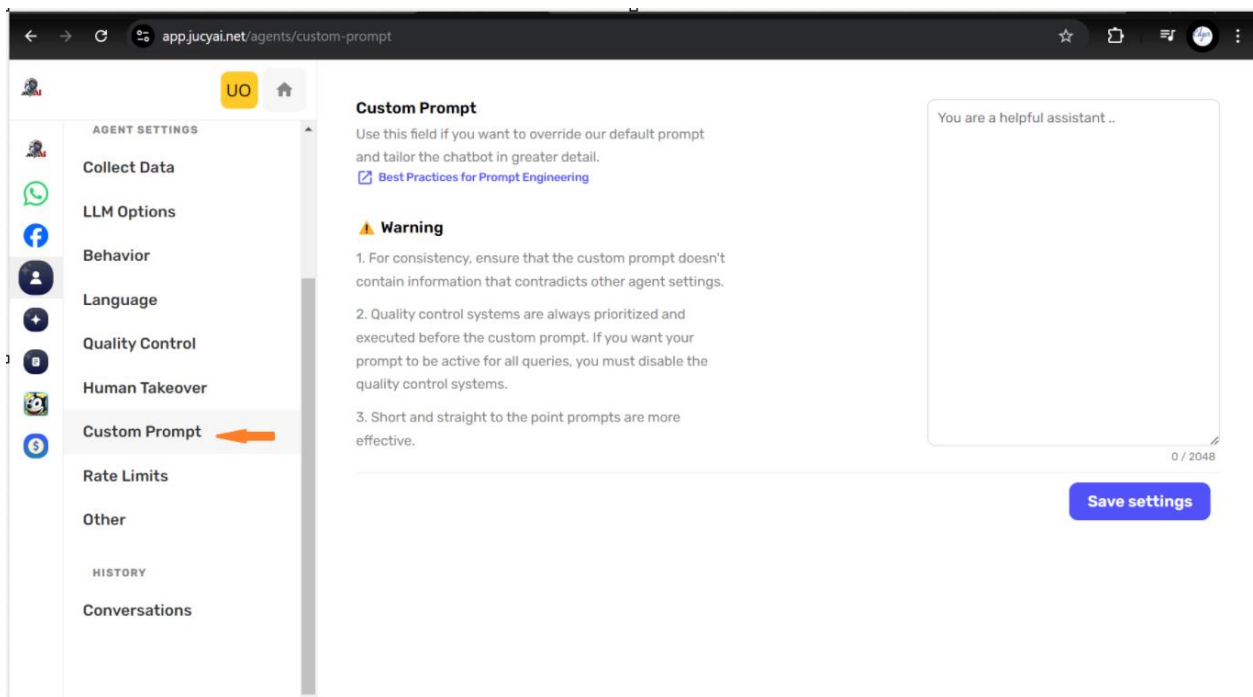 app.jucyai.net/agents/custom-prompt
UO
AGENT SETTINGS
Collect Data
LLM Options
Behavior
Language
Quality Control
Human Takeover
Custom Prompt
Rate Limits
Other
HISTORY
Conversations
Custom Prompt
Use this field if you want to override our default prompt
and tailor the chatbot in greater detail.
Best Practices for Prompt Engineering
Warning
1. For consistency, ensure that the custom prompt doesn't
contain information that contradicts other agent settings.
2. Quality control systems are always prioritized and
executed before the custom prompt. If you want your
prompt to be active for all queries, you must disable the
quality control systems.
3. Short and straight to the point prompts are more
effective.
You are a helpful assistant ..
0 / 2048
Save settings